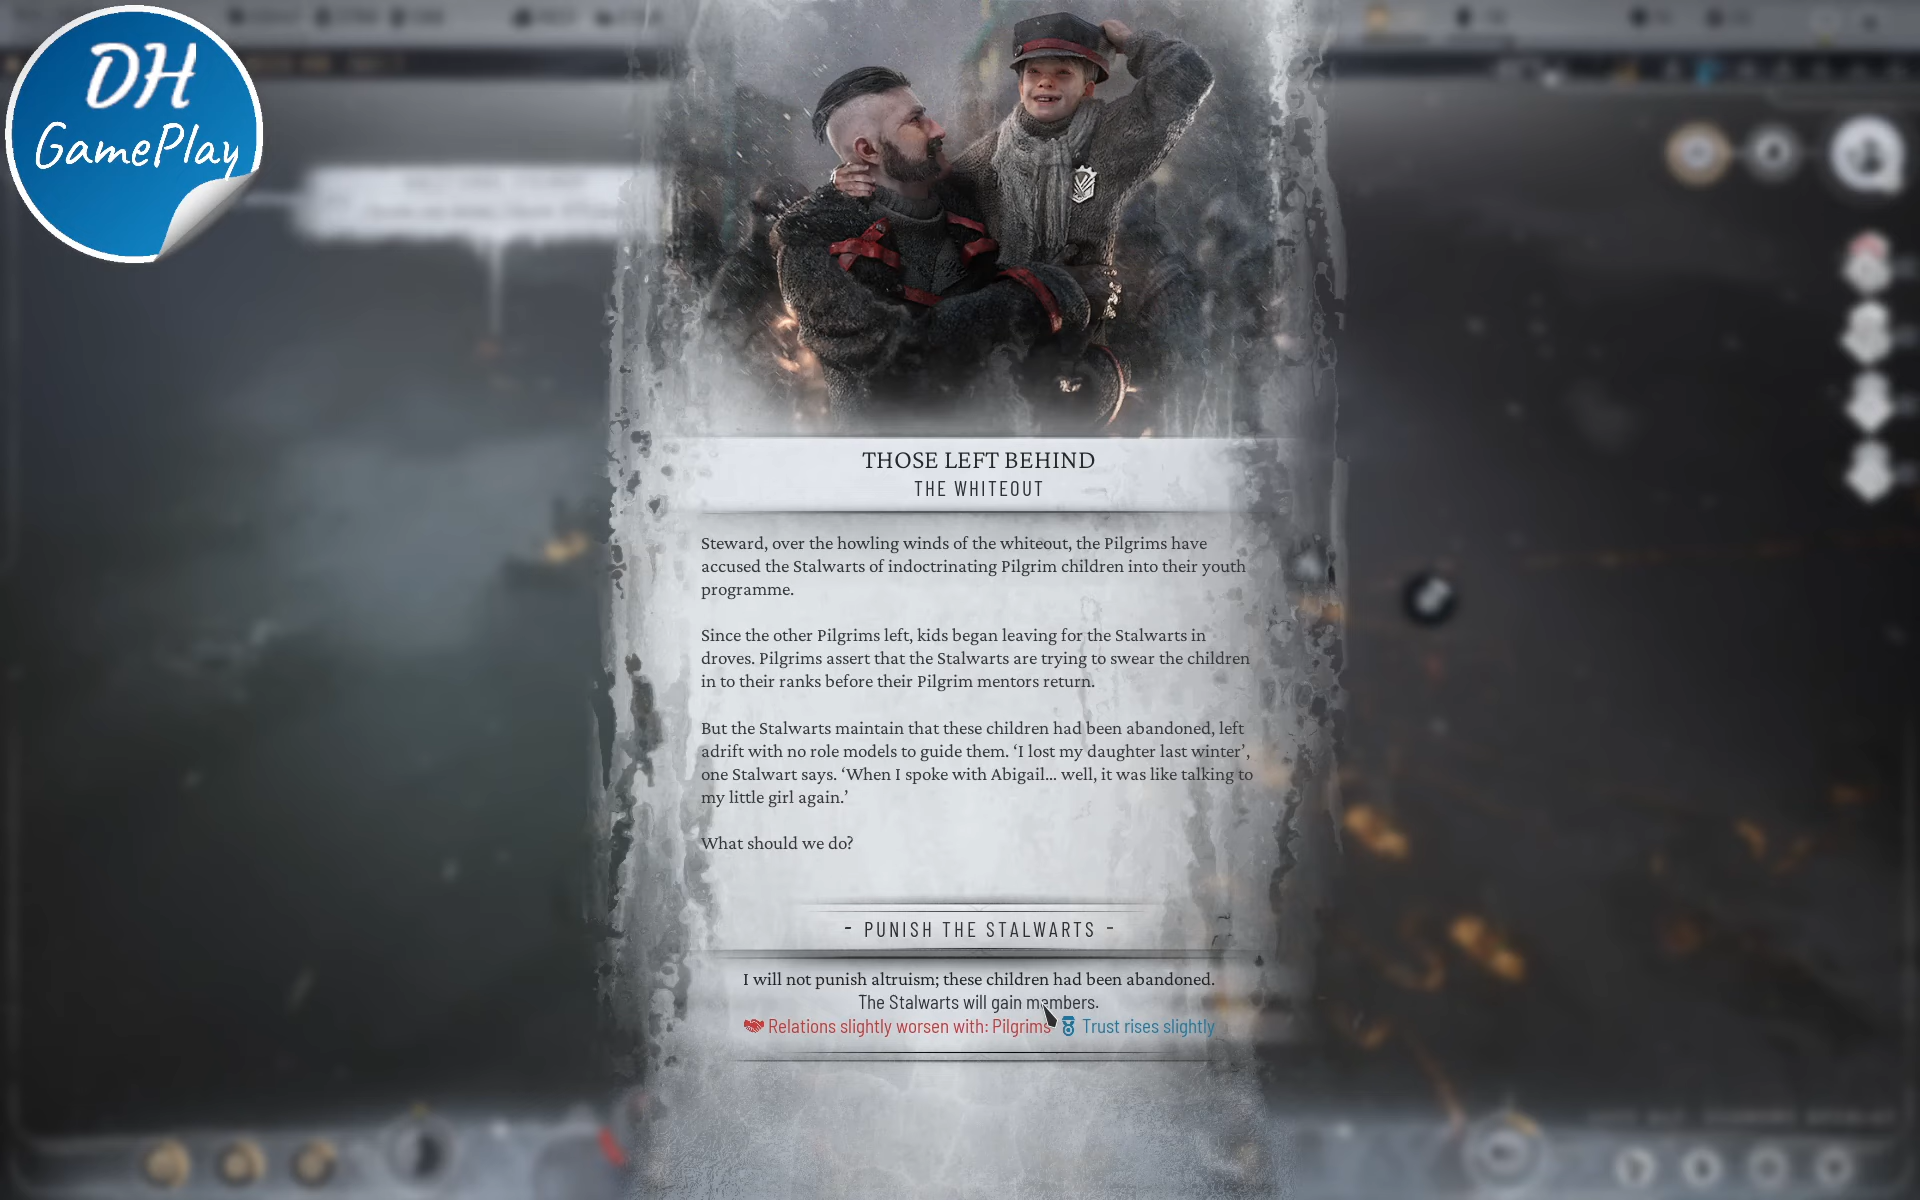 DH
GamePlay
THOSE LEFT BEHIND
THE WHITEOUT
Steward, over the howling winds of the whiteout, the Pilgrims have
accused the Stalwarts of indoctrinating Pilgrim children into their youth
programme.
Since the other Pilgrims left, kids began leaving for the Stalwarts in
droves. Pilgrims assert that the Stalwarts are trying to swear the children
in to their ranks before their Pilgrim mentors return.
But the Stalwarts maintain that these children had been abandoned, left
adrift with no role models to guide them. ‘I lost my daughter last winter’,
one Stalwart says. ‘When I spoke with Abigail... well, it was like talking to
my little girl again.’
What should we do?
- PUNISH THE STALWARTS -
I will not punish altruism; these children had been abandoned.
The Stalwarts will gain members.
Relations slightly worsen with: Pilgrims Trust rises slightly